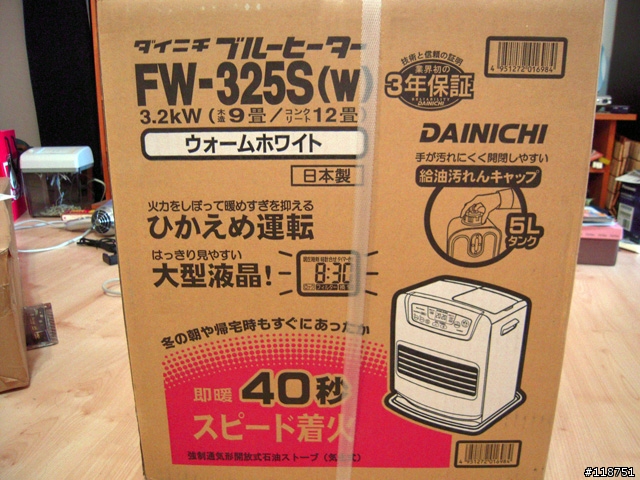 ダイニチ ブルーヒーター
FW-325S(W)
3.2kW(木造9畳/コンクリート12畳
ウォームホワイト
日本製
技術と信頼の証明
業界初の
3年保証
RELIABILITY
DAINICHI
4951272016984
DAINICHI
手が汚れにくく開閉しやすい
給油汚れんキャップ
5L
タンク
火力をしぼって暖めすぎを抑える
ひかえめ運転
はっきり見やすい
大型液晶!
8:30
冬の朝や帰宅時もすぐにあったか
即暖 40秒
スピード着火
強制通気形開放式石油ストーブ(気化式)
4951272016984
#118751